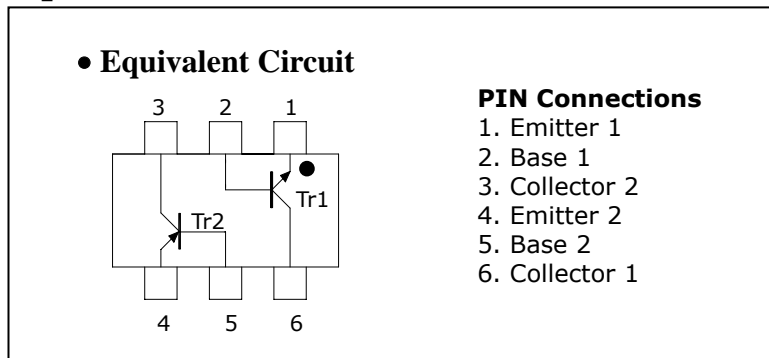 • Equivalent Circuit
3 2 1
Tr1
Tr2
4 5 6
PIN Connections
1. Emitter 1
2. Base 1
3. Collector 2
4. Emitter 2
5. Base 2
6. Collector 1